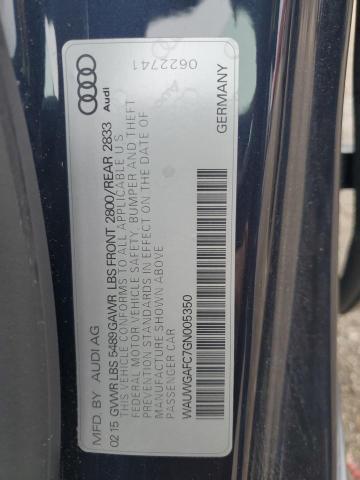 MFD. BY AUDI AG
Audi
02 15 GVWR LBS 5489 GAWR LBS FRONT 2800/REAR 2833
THIS VEHICLE CONFORMS TO ALL APPLICABLE U S
FEDERAL MOTOR VEHICLE SAFETY, BUMPER AND THEFT
PREVENTION STANDARDS IN EFFECT ON THE DATE OF
MANUFACTURE SHOWN ABOVE
PASSENGER CAR
0622741
WAUWGAFC7GN005350
GERMANY